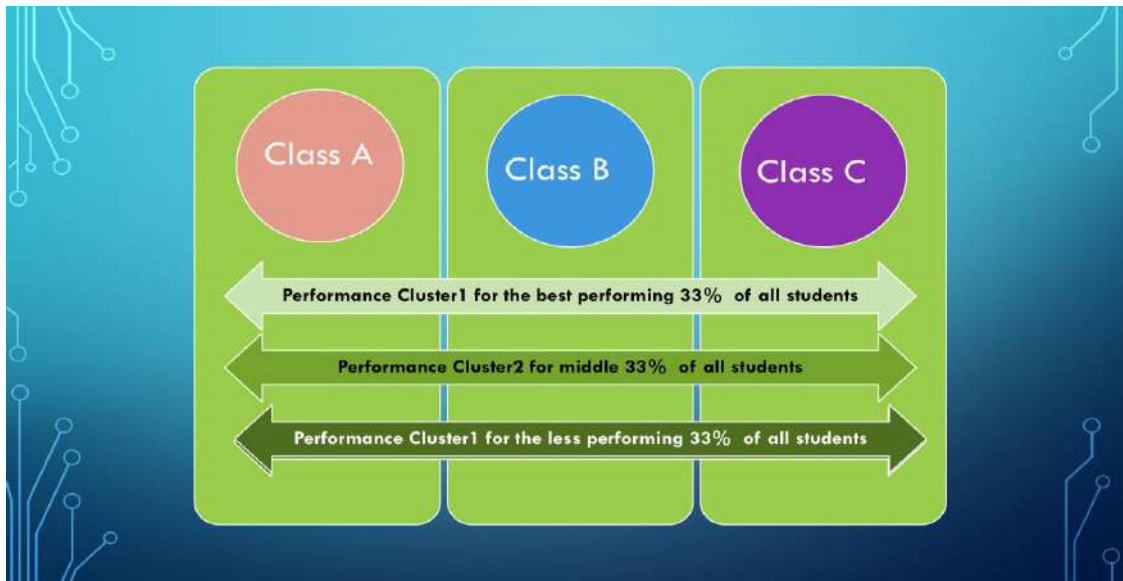 Class A
Class B
Class C
Performance Cluster1 for the best performing 33% of all students
Performance Cluster2 for middle 33% of all students
Performance Cluster1 for the less performing 33% of all students